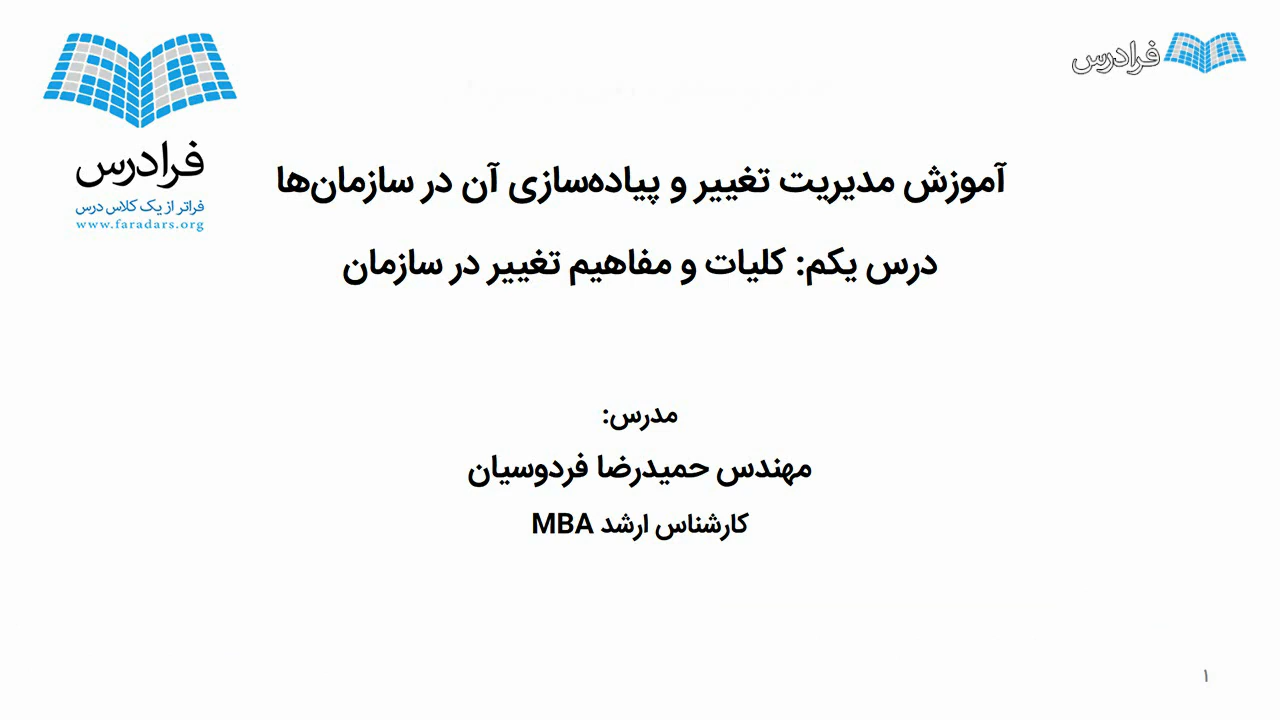 فرادرس
فرادرس
فراتر از یک کلاس درس
www.faradars.org
آموزش مدیریت تغییر و پیاده‌سازی آن در سازمان‌ها
درس یکم: کلیات و مفاهیم تغییر در سازمان
مدرس:
مهندس حمیدرضا فردوسیان
کارشناس ارشد MBA
۱